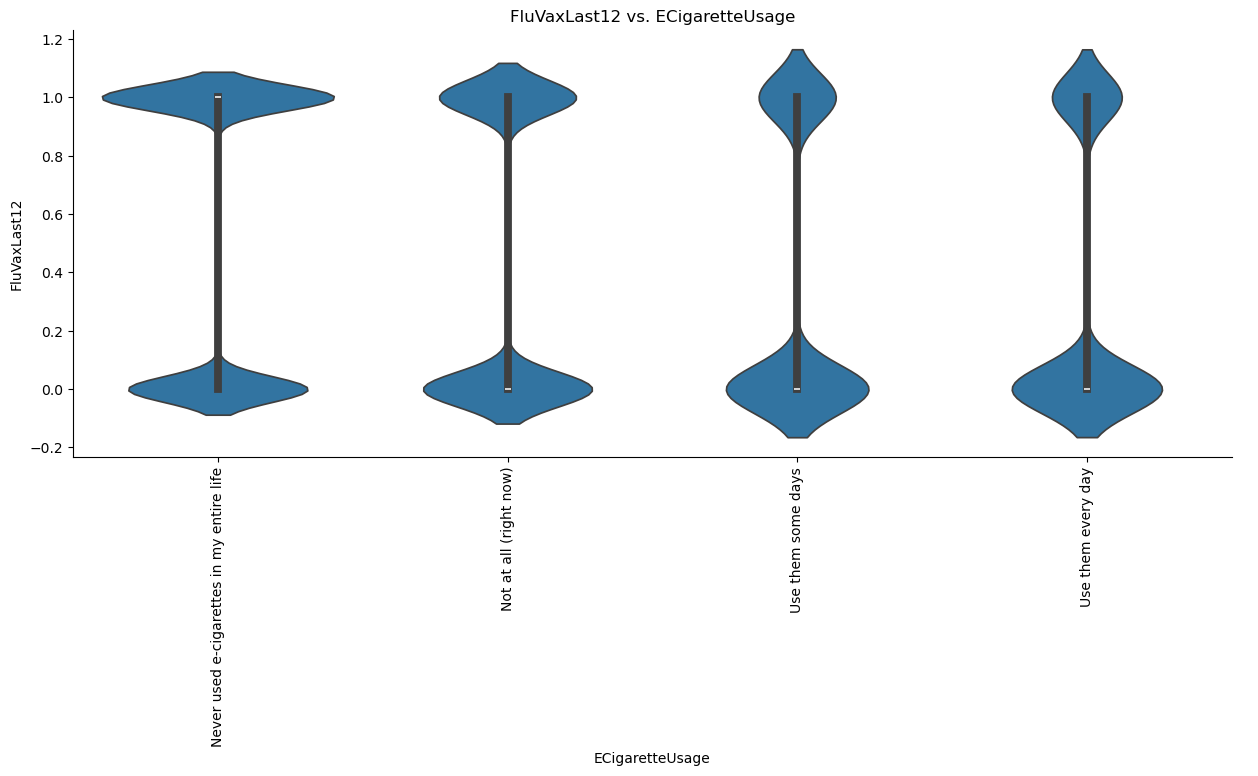 FluVaxLast12 vs. ECigaretteUsage
1.2
1.0
0.8
0.6
0.4
0.2
0.0
−0.2
FluVaxLast12
Never used e-cigarettes in my entire life
Not at all (right now)
Use them some days
Use them every day
ECigaretteUsage